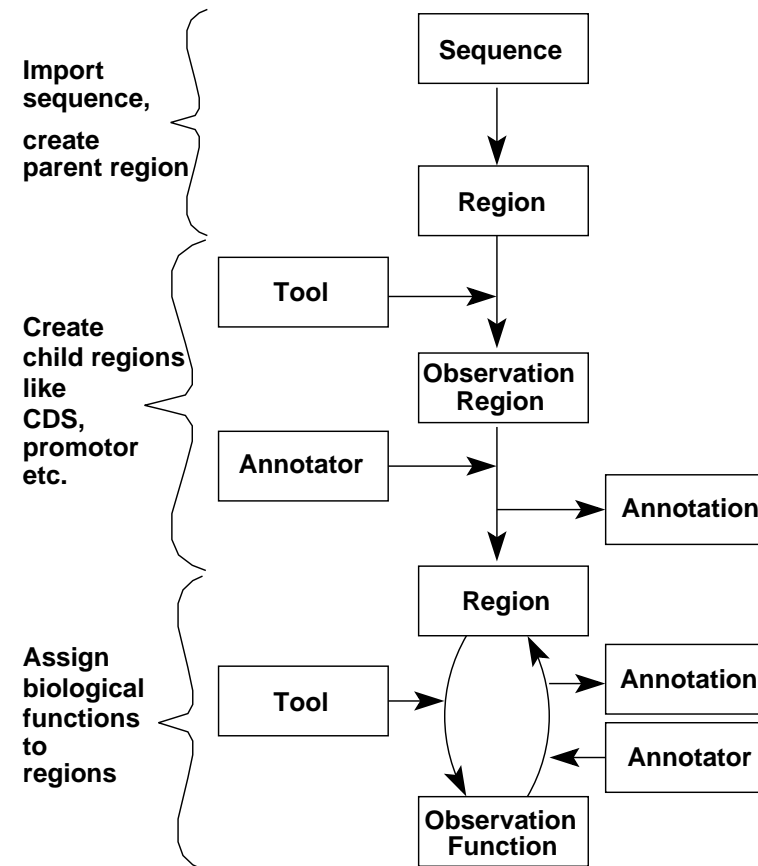 Import
sequence,
create
parent region
Sequence
Region
Create
child regions
like
CDS,
promotor
etc.
Tool
Observation
Region
Annotator
Annotation
Assign
biological
functions
to
regions
Region
Tool
Annotation
Annotator
Observation
Function